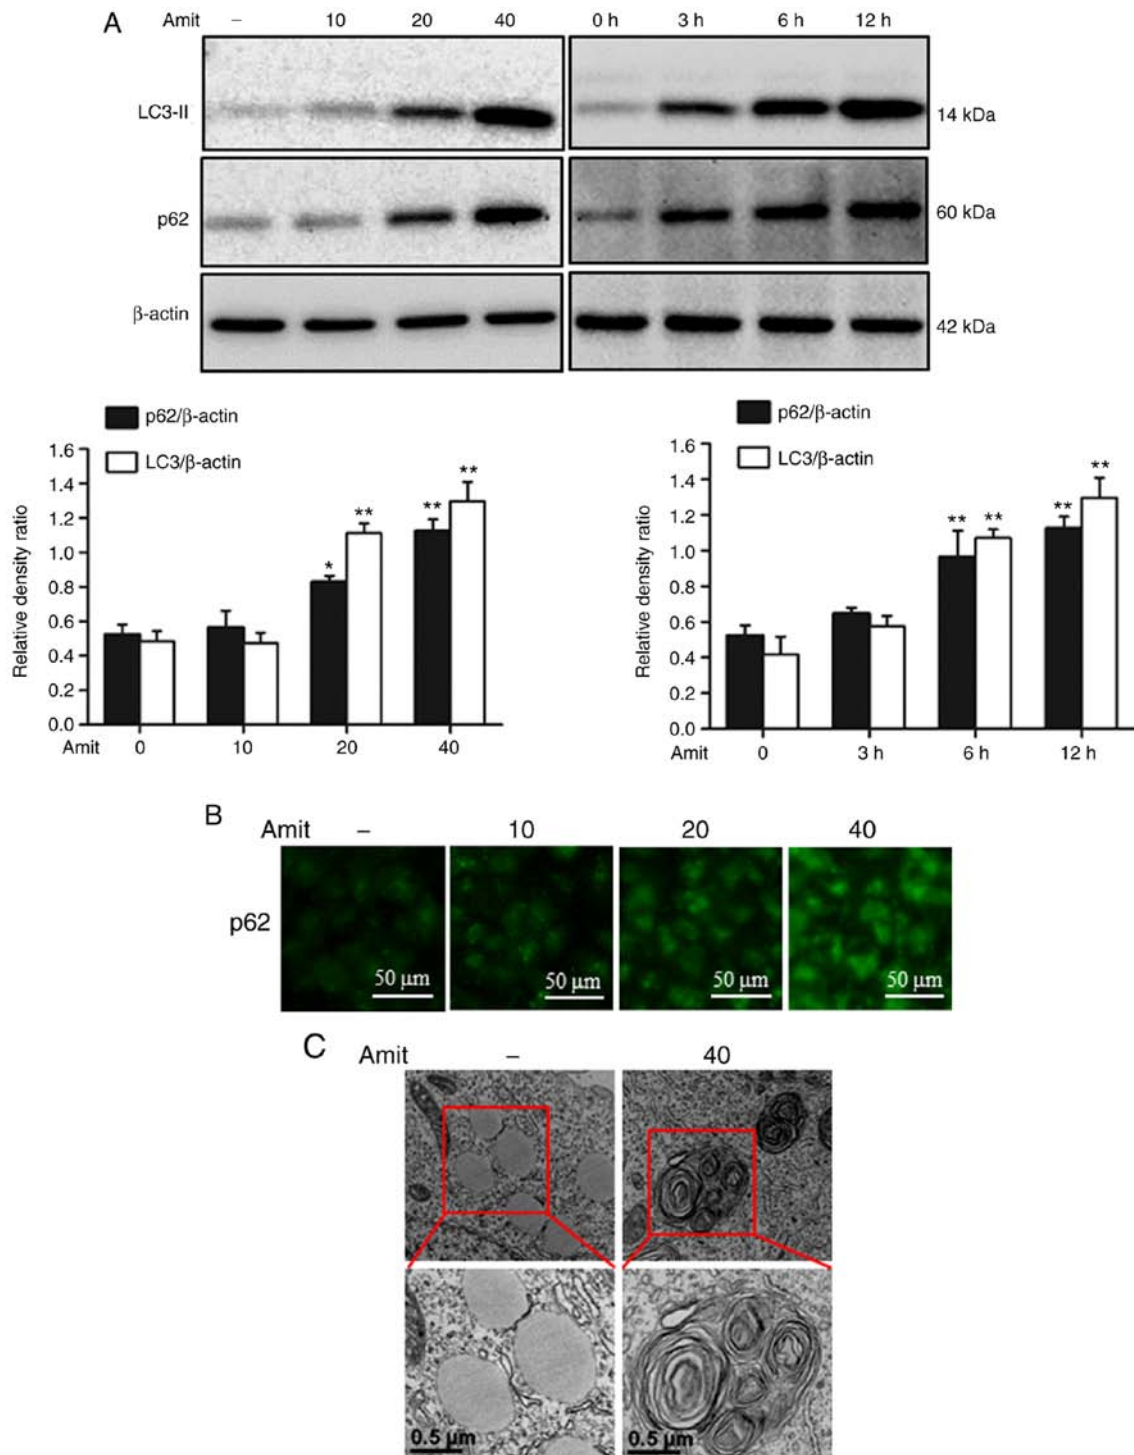 A
Amit – 10 20 40 0 h 3 h 6 h 12 h
LC3-II 14 kDa
p62 60 kDa
β-actin 42 kDa
p62/β-actin
LC3/β-actin
Relative density ratio
1.6
1.4
** **
1.2
**
1.0
*
0.8
0.6
0.4
0.2
0.0
Amit 0 10 20 40
p62/β-actin
LC3/β-actin
Relative density ratio
1.6
1.4
**
1.2
** ** **
1.0
0.8
0.6
0.4
0.2
0.0
Amit 0 3 h 6 h 12 h
B
Amit – 10 20 40
p62
50 μm 50 μm 50 μm 50 μm
C
Amit – 40
0.5 μm 0.5 μm